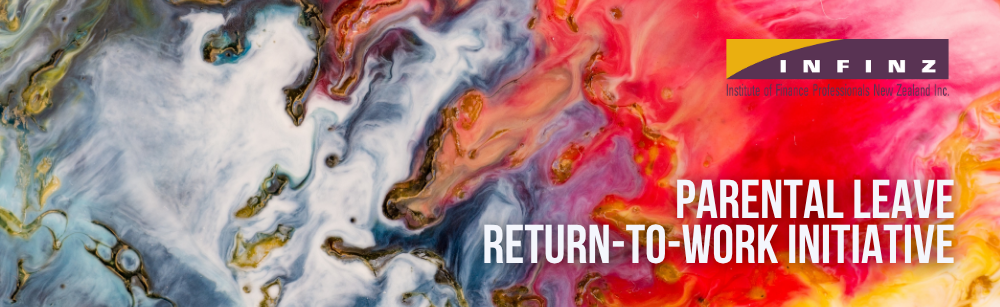 INFINZ
Institute of Finance Professionals New Zealand Inc.
PARENTAL LEAVE
RETURN-TO-WORK INITIATIVE